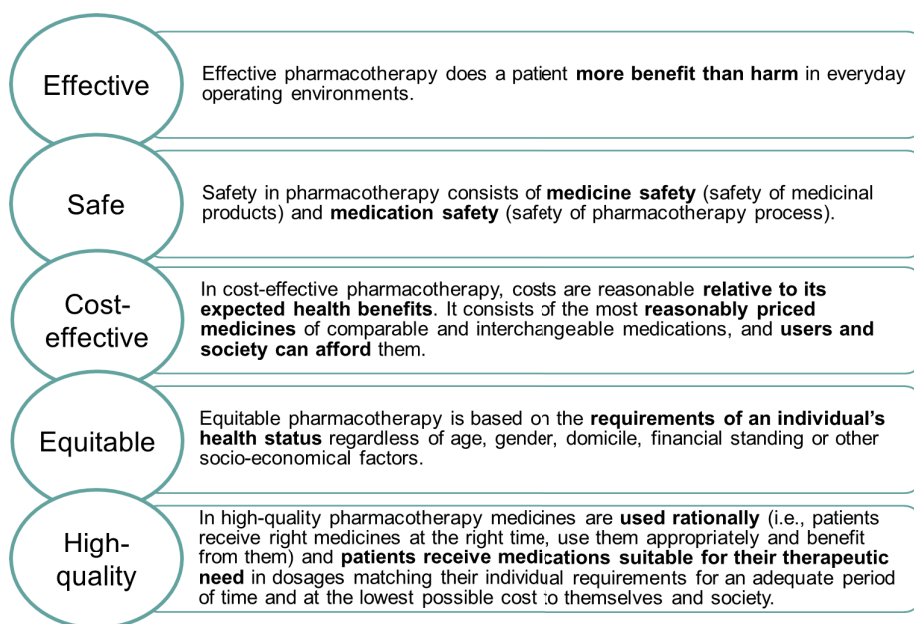 Effective
Effective pharmacotherapy does a patient more benefit than harm in everyday
operating environments.
Safe
Safety in pharmacotherapy consists of medicine safety (safety of medicinal
products) and medication safety (safety of pharmacotherapy process).
Cost-
effective
In cost-effective pharmacotherapy, costs are reasonable relative to its
expected health benefits. It consists of the most reasonably priced
medicines of comparable and interchangeable medications, and users and
society can afford them.
Equitable
Equitable pharmacotherapy is based on the requirements of an individual's
health status regardless of age, gender, domicile, financial standing or other
socio-economical factors.
High-
quality
In high-quality pharmacotherapy medicines are used rationally (i.e., patients
receive right medicines at the right time, use them appropriately and benefit
from them) and patients receive medications suitable for their therapeutic
need in dosages matching their individual requirements for an adequate period
of time and at the lowest possible cost to themselves and society.